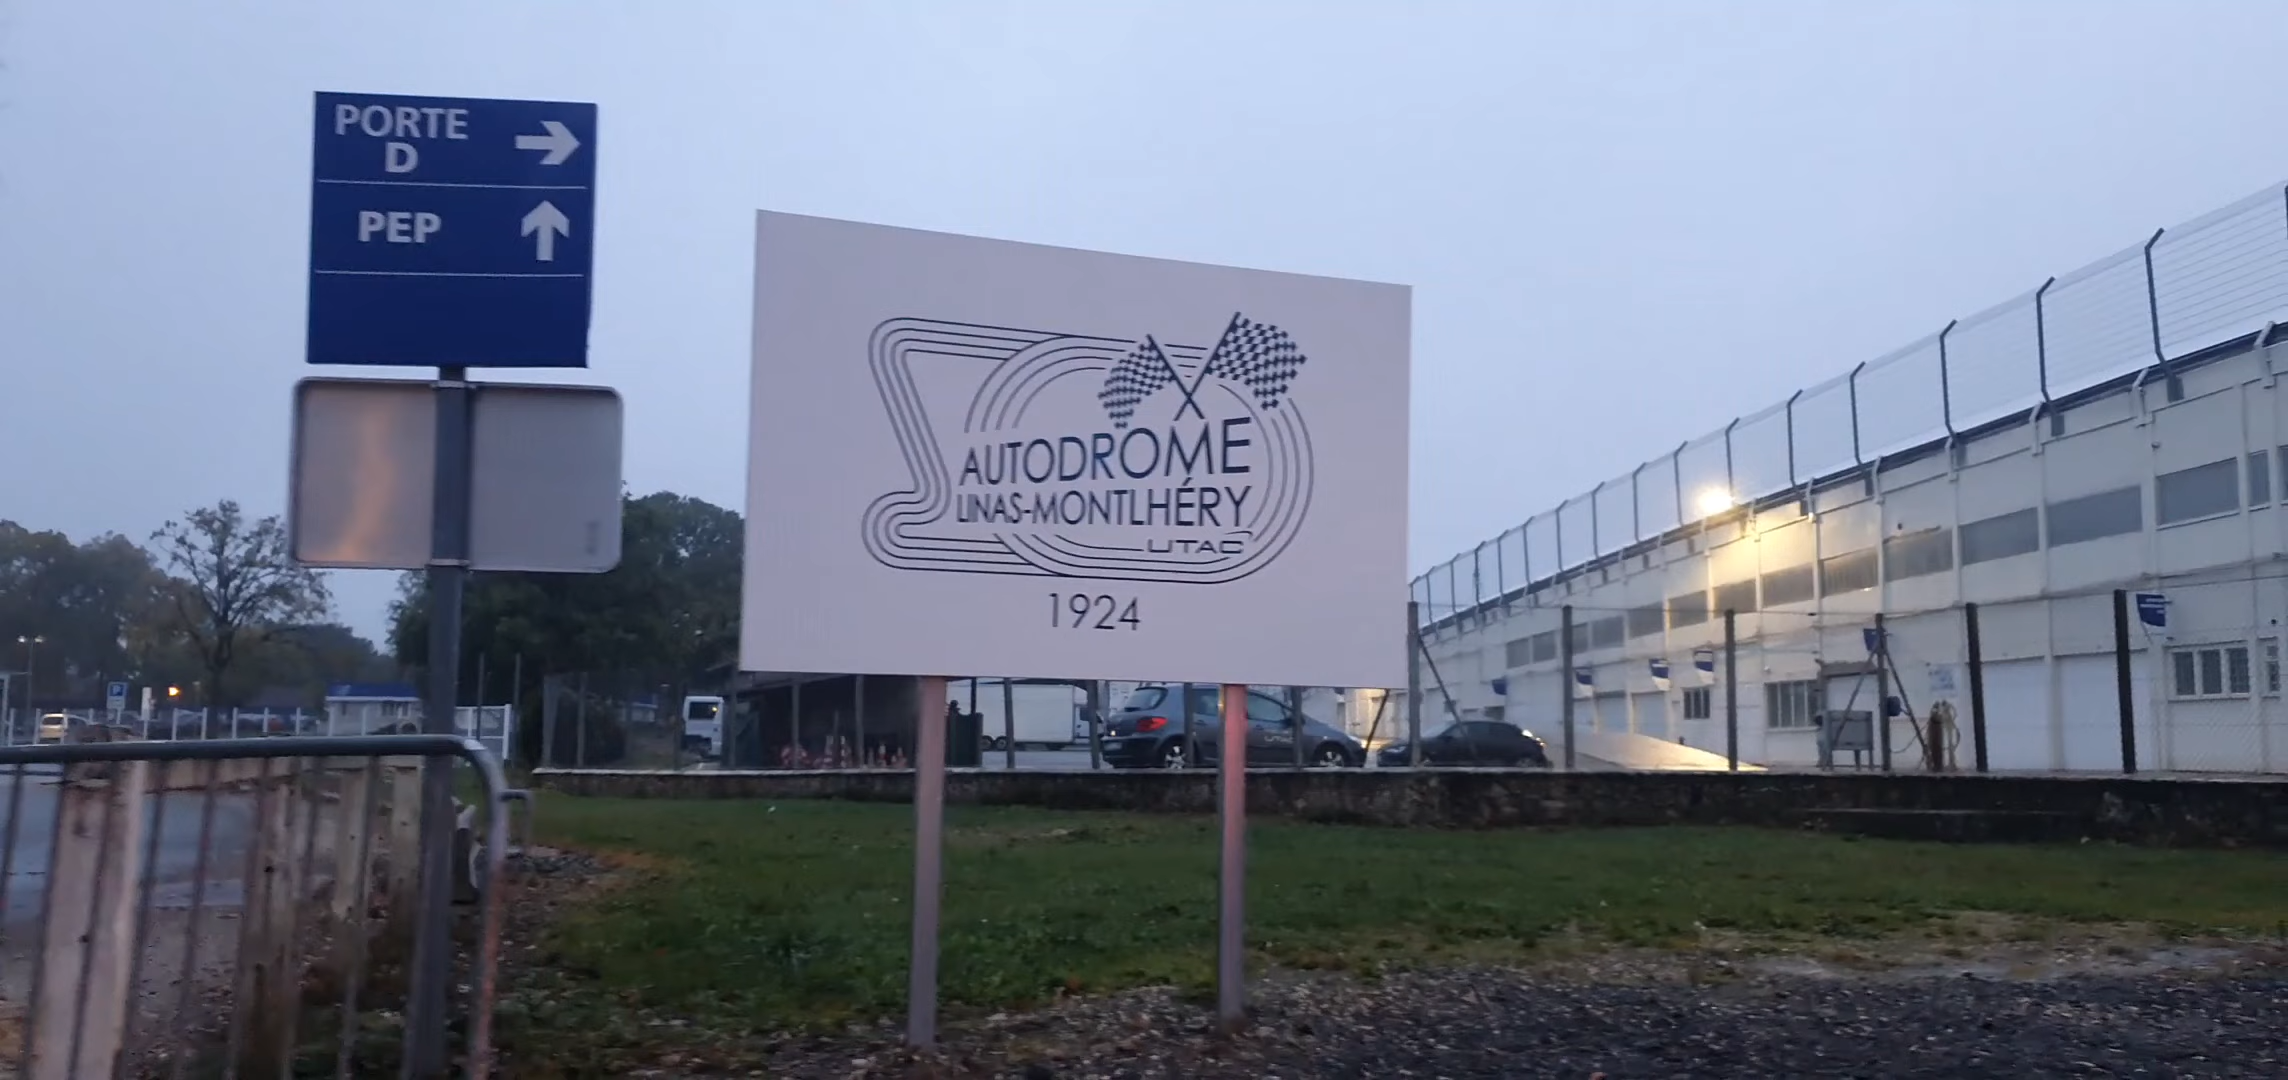 PORTE
D
PEP
AUTODROME
LINAS-MONTLHÉRY
UTAC
1924